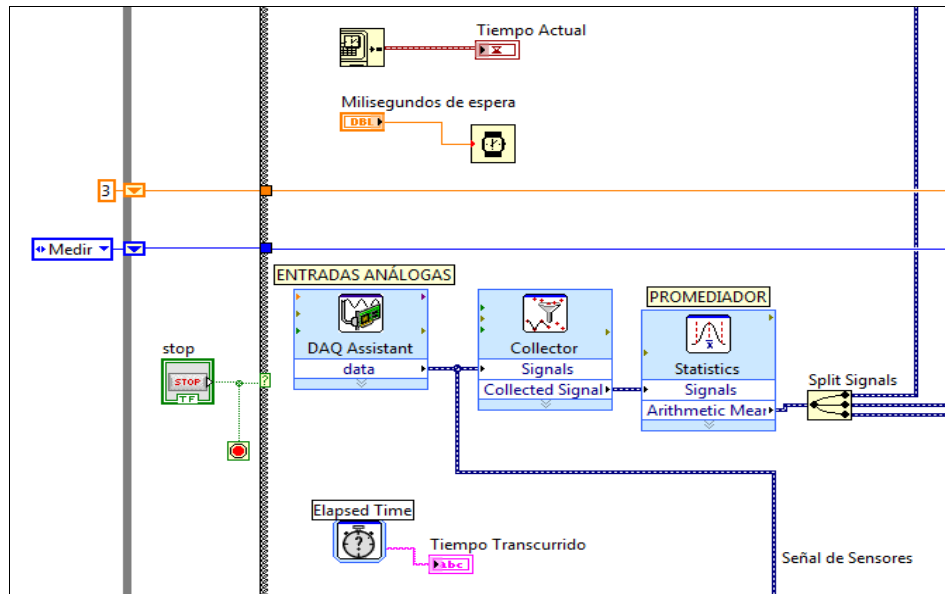 Tiempo Actual
Milisegundos de espera
DBL
3
Medir
ENTRADAS ANÁLOGAS
DAQ Assistant
data
Collector
Signals
Collected Signal
PROMEDIADOR
Statistics
Signals
Arithmetic Mear
Split Signals
stop
STOP
TF
?
Elapsed Time
?
Tiempo Transcurrido
abc
Señal de Sensores